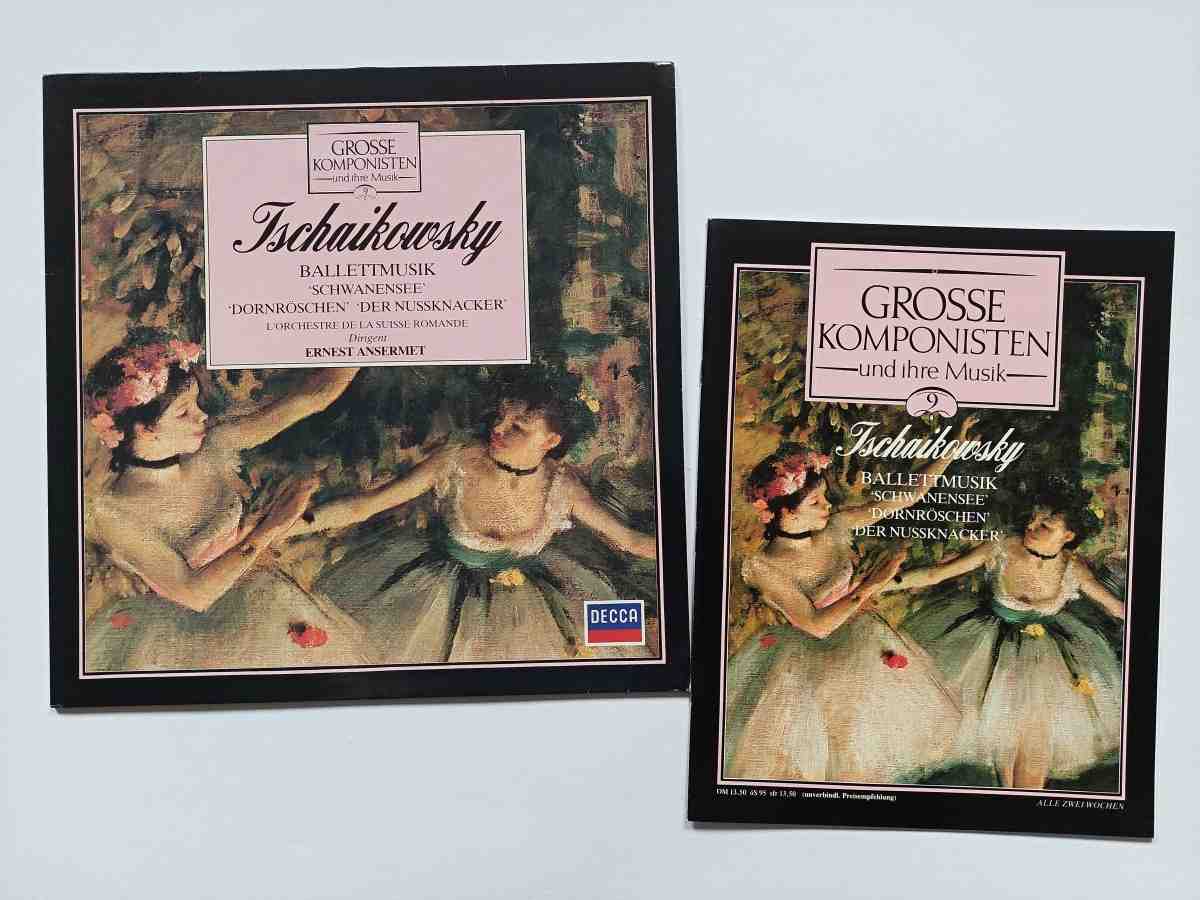 GROSSE
KOMPONISTEN
und ihre Musik
9
Tschaikowsky
BALLETTMUSIK
‘SCHWANENSEE’
‘DORNRÖSCHEN’ ‘DER NUSSKNACKER’
L'ORCHESTRE DE LA SUISSE ROMANDE
Dirigent
ERNEST ANSERMET
DECCA
GROSSE
KOMPONISTEN
und ihre Musik
9
Tschaikowsky
BALLETTMUSIK
‘SCHWANENSEE’
‘DORNRÖSCHEN’
‘DER NUSSKNACKER’
DM 13.50 öS 95 sfr 13,50 (unverbindl. Preisempfehlung)
ALLE ZWEI WOCHEN